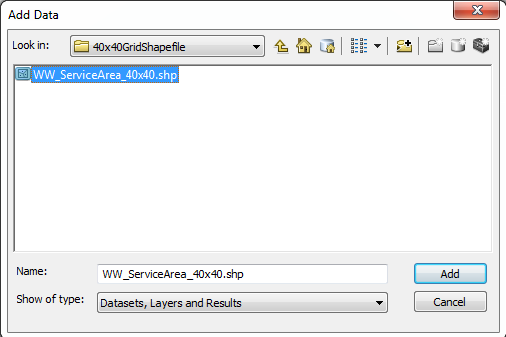 Add Data
Look in: 40x40GridShapefile
WW_ServiceArea_40x40.shp
Name: WW_ServiceArea_40x40.shp Add
Show of type: Datasets, Layers and Results Cancel